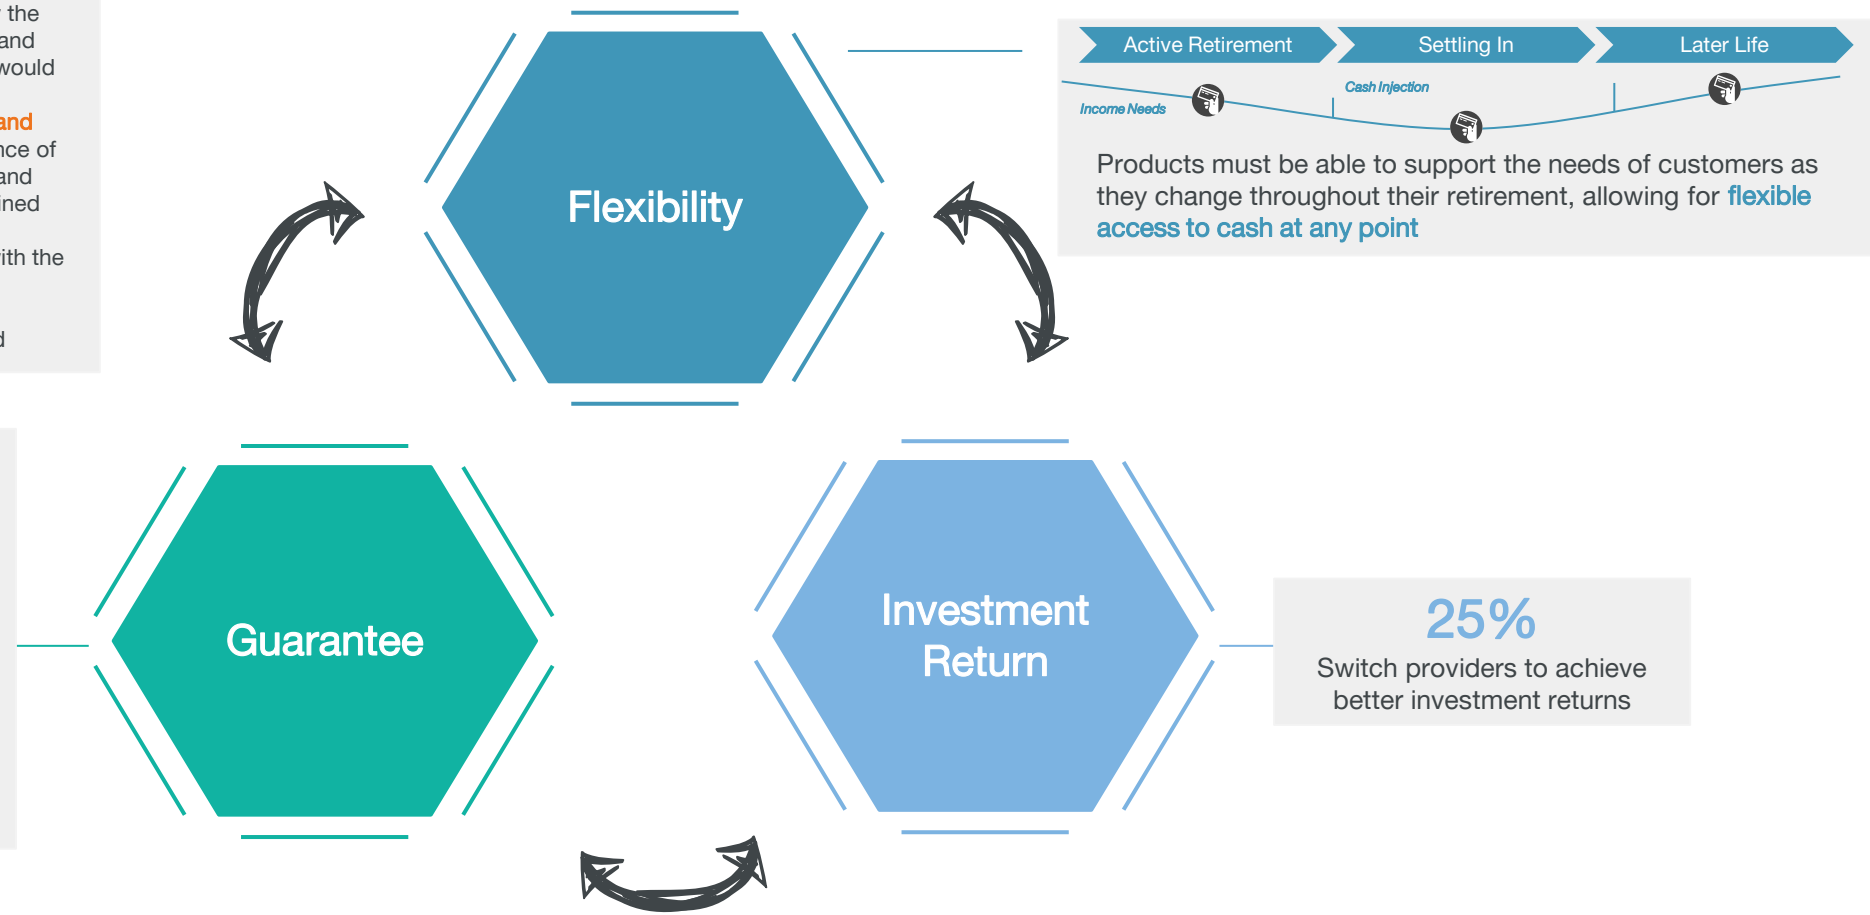 the
and
would
and
nce of
and
ined
with the
d
Flexibility
Active Retirement
Settling In
Later Life
Cash Injection
Income Needs
Products must be able to support the needs of customers as
they change throughout their retirement, allowing for flexible
access to cash at any point
Guarantee
Investment
Return
25%
Switch providers to achieve
better investment returns